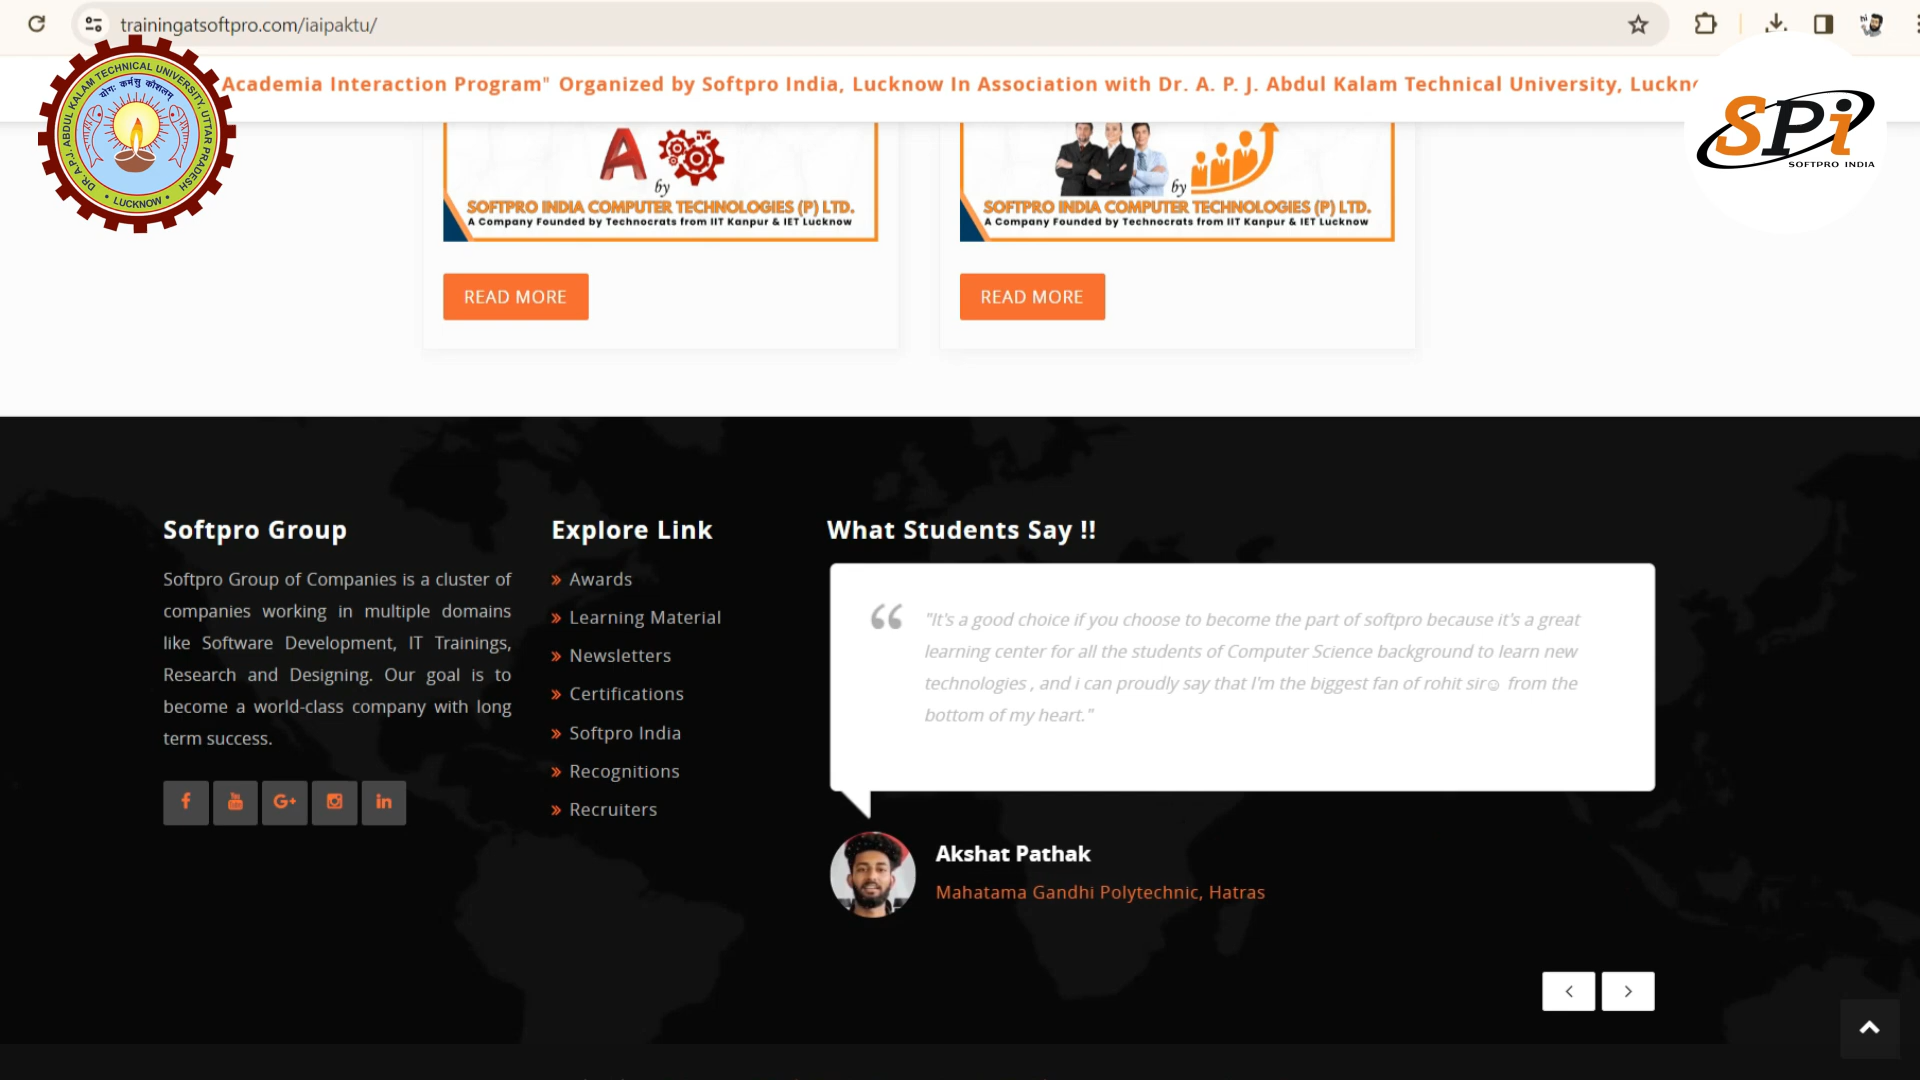 trainingatsoftpro.com/iaipaktu/
Academia Interaction Program" Organized by Softpro India, Lucknow In Association with Dr. A. P. J. Abdul Kalam Technical University, Luckn
DR. A.P.J. ABDUL KALAM TECHNICAL UNIVERSITY, UTTAR PRADESH
योगः कर्मसु कौशलम्
• LUCKNOW •
SPi
SOFTPRO INDIA
A
by
SOFTPRO INDIA COMPUTER TECHNOLOGIES (P) LTD.
A Company Founded by Technocrats from IIT Kanpur & IET Lucknow
by
SOFTPRO INDIA COMPUTER TECHNOLOGIES (P) LTD.
A Company Founded by Technocrats from IIT Kanpur & IET Lucknow
READ MORE
READ MORE
Softpro Group
Softpro Group of Companies is a cluster of
companies working in multiple domains
like Software Development, IT Trainings,
Research and Designing. Our goal is to
become a world-class company with long
term success.
Explore Link
Awards
Learning Material
Newsletters
Certifications
Softpro India
Recognitions
Recruiters
What Students Say !!
"It's a good choice if you choose to become the part of softpro because it's a great
learning center for all the students of Computer Science background to learn new
technologies , and i can proudly say that I'm the biggest fan of rohit sir☺ from the
bottom of my heart."
Akshat Pathak
Mahatama Gandhi Polytechnic, Hatras